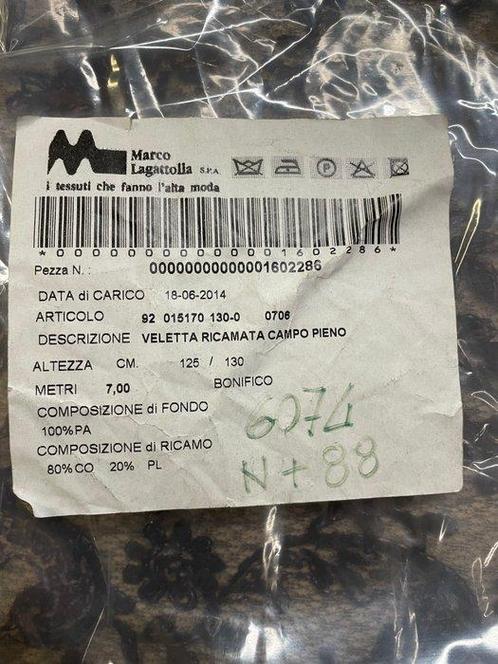 Marco
Lagattolla S.P.A
i tessuti che fanno l'alta moda
*00000000000001602286*
Pezza N. : 00000000000001602286
DATA di CARICO 18-06-2014
ARTICOLO 92 015170 130-0 0706
DESCRIZIONE VELETTA RICAMATA CAMPO PIENO
ALTEZZA CM. 125 / 130
METRI 7,00 BONIFICO
COMPOSIZIONE di FONDO
100%PA
COMPOSIZIONE di RICAMO
80%CO 20% PL
6074
N+88